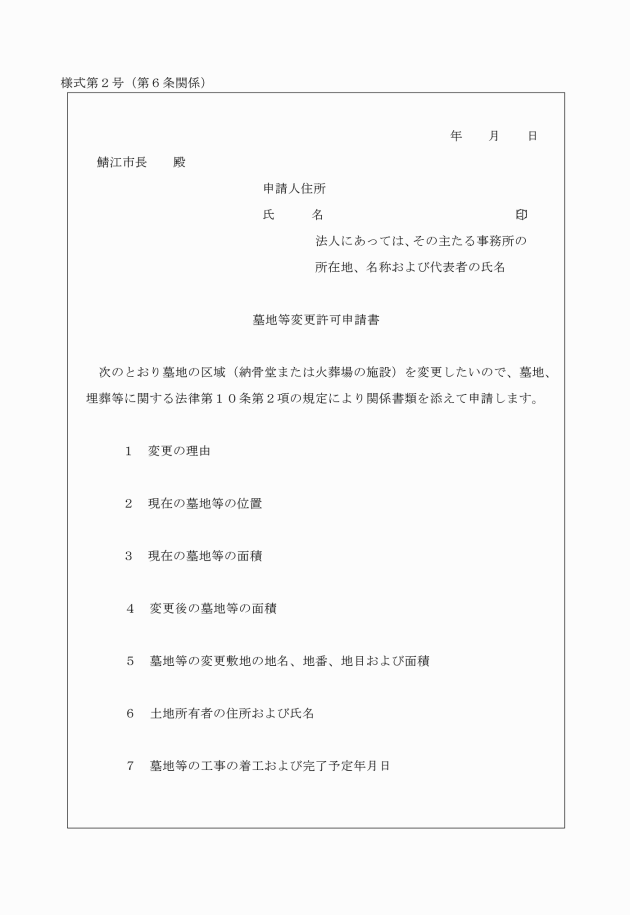 様式第２号（第６条関係）
年　　月　　日
鯖江市長　　殿
申請人住所
氏　　　名　　　　　　　　　　　　　　　印
法人にあっては、その主たる事務所の
所在地、名称および代表者の氏名
墓地等変更許可申請書
次のとおり墓地の区域（納骨堂または火葬場の施設）を変更したいので、墓地、
埋葬等に関する法律第１０条第２項の規定により関係書類を添えて申請します。
１　変更の理由
２　現在の墓地等の位置
３　現在の墓地等の面積
４　変更後の墓地等の面積
５　墓地等の変更敷地の地名、地番、地目および面積
６　土地所有者の住所および氏名
７　墓地等の工事の着工および完了予定年月日